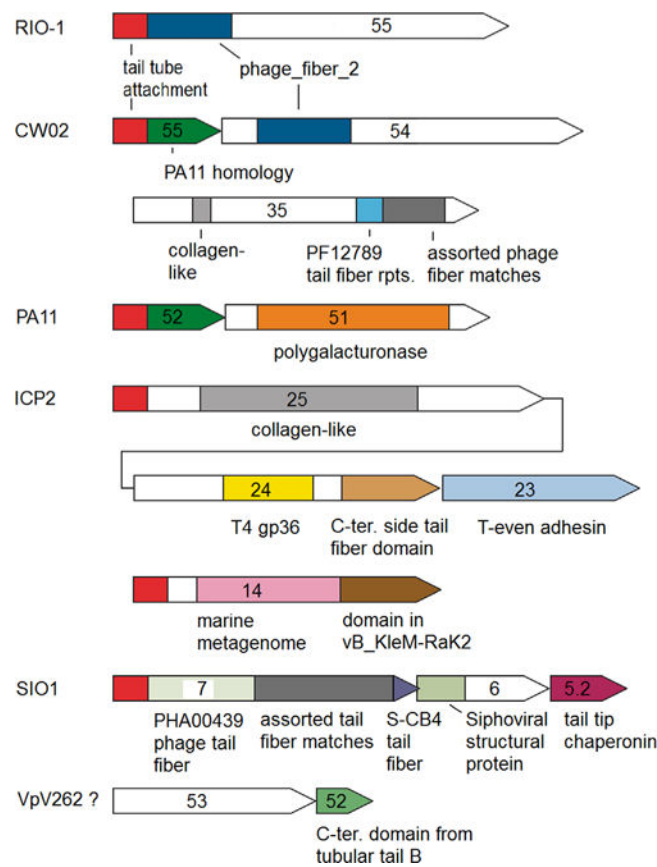 RIO-1 55
tail tube
attachment
phage_fiber_2
CW02 55 54
PA11 homology
35
collagen-
like
PF12789
tail fiber rpts.
assorted phage
fiber matches
PA11 52 51
polygalacturonase
ICP2 25
collagen-like
24 23
T4 gp36
C-ter. side tail
fiber domain
T-even adhesin
14
marine
metagenome
domain in
vB_KleM-RaK2
SIO1 7 6 5.2
PHA00439
phage tail
fiber
assorted tail
fiber matches
S-CB4
tail
fiber
Siphoviral
structural
protein
tail tip
chaperonin
VpV262 ? 53 52
C-ter. domain from
tubular tail B